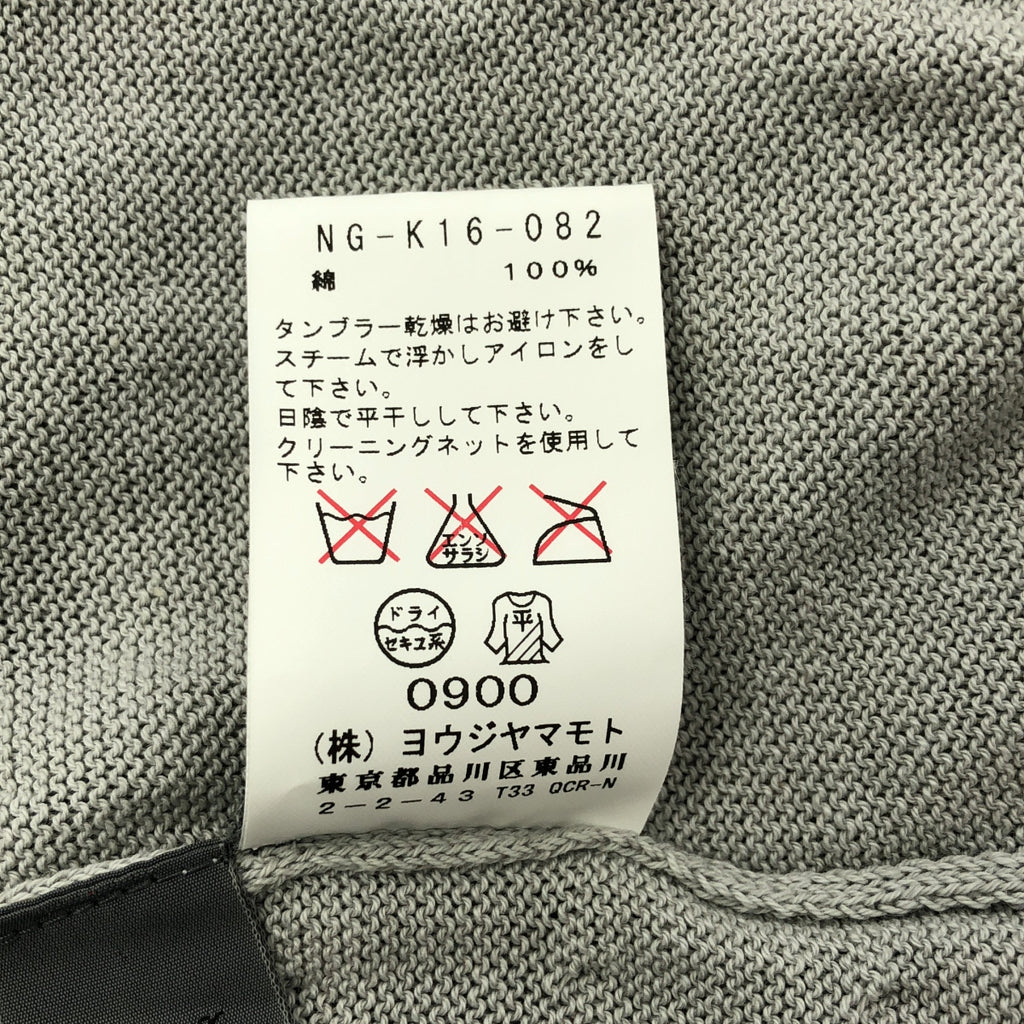 NG-K16-082
綿 100%
タンブラー乾燥はお避け下さい。
スチームで浮かしアイロンをし
て下さい。
日陰で平干しして下さい。
クリーニングネットを使用して
下さい。
エンソ
サラシ
ドライ
セキユ系
平
0900
(株) ヨウジヤマモト
東京都品川区東品川
2-2-43 T33 QCR-N